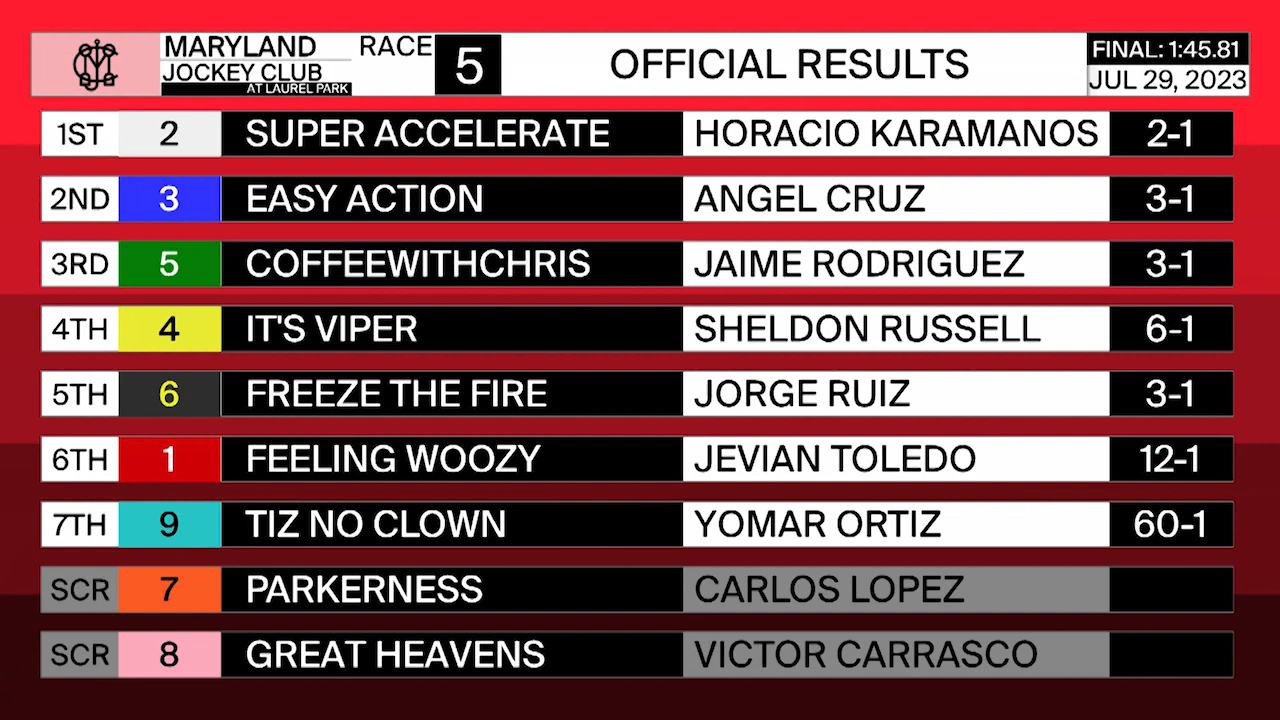 MARYLAND
JOCKEY CLUB
AT LAUREL PARK
RACE 5
OFFICIAL RESULTS
FINAL: 1:45.81
JUL 29, 2023
1ST 2 SUPER ACCELERATE HORACIO KARAMANOS 2-1
2ND 3 EASY ACTION ANGEL CRUZ 3-1
3RD 5 COFFEEWITHCHRIS JAIME RODRIGUEZ 3-1
4TH 4 IT'S VIPER SHELDON RUSSELL 6-1
5TH 6 FREEZE THE FIRE JORGE RUIZ 3-1
6TH 1 FEELING WOOZY JEVIAN TOLEDO 12-1
7TH 9 TIZ NO CLOWN YOMAR ORTIZ 60-1
SCR 7 PARKERNESS CARLOS LOPEZ
SCR 8 GREAT HEAVENS VICTOR CARRASCO